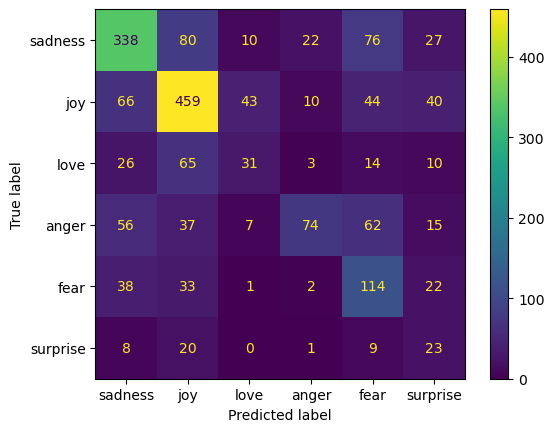 sadness 338 80 10 22 76 27
joy 66 459 43 10 44 40
love 26 65 31 3 14 10
anger 56 37 7 74 62 15
fear 38 33 1 2 114 22
surprise 8 20 0 1 9 23
sadness joy love anger fear surprise
Predicted label
True label
400
300
200
100
0